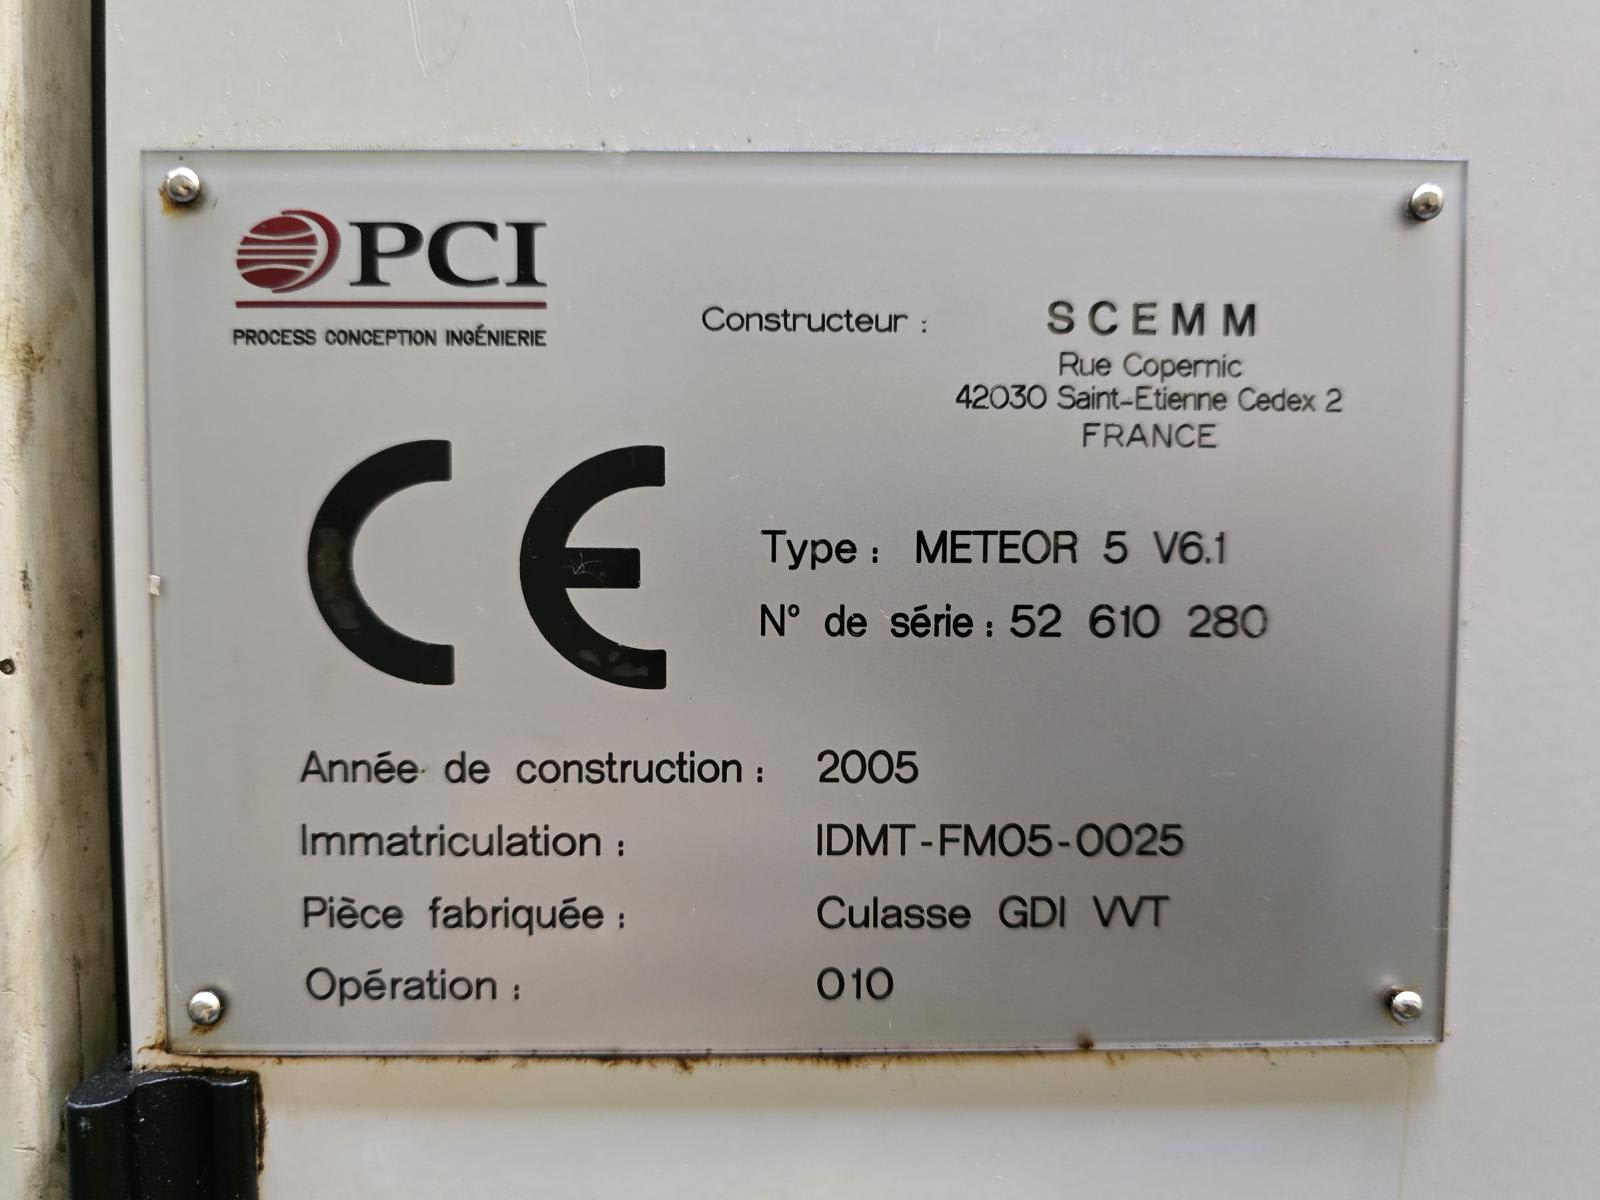 PCI
PROCESS CONCEPTION INGÉNIERIE
Constructeur : SCEMM
Rue Copernic
42030 Saint-Etienne Cedex 2
FRANCE
CE
Type : METEOR 5 V6.1
N° de série : 52 610 280
Année de construction : 2005
Immatriculation : IDMT-FM05-0025
Pièce fabriquée : Culasse GDI VVT
Opération : 010